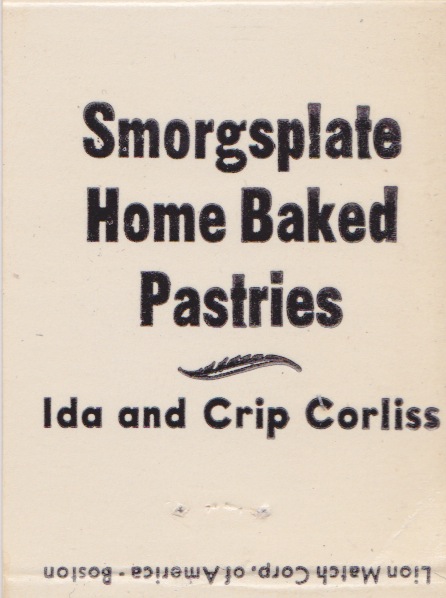 Smorgsplate
Home Baked
Pastries
Ida and Crip Corliss
Lion Match Corp. of America - Boston